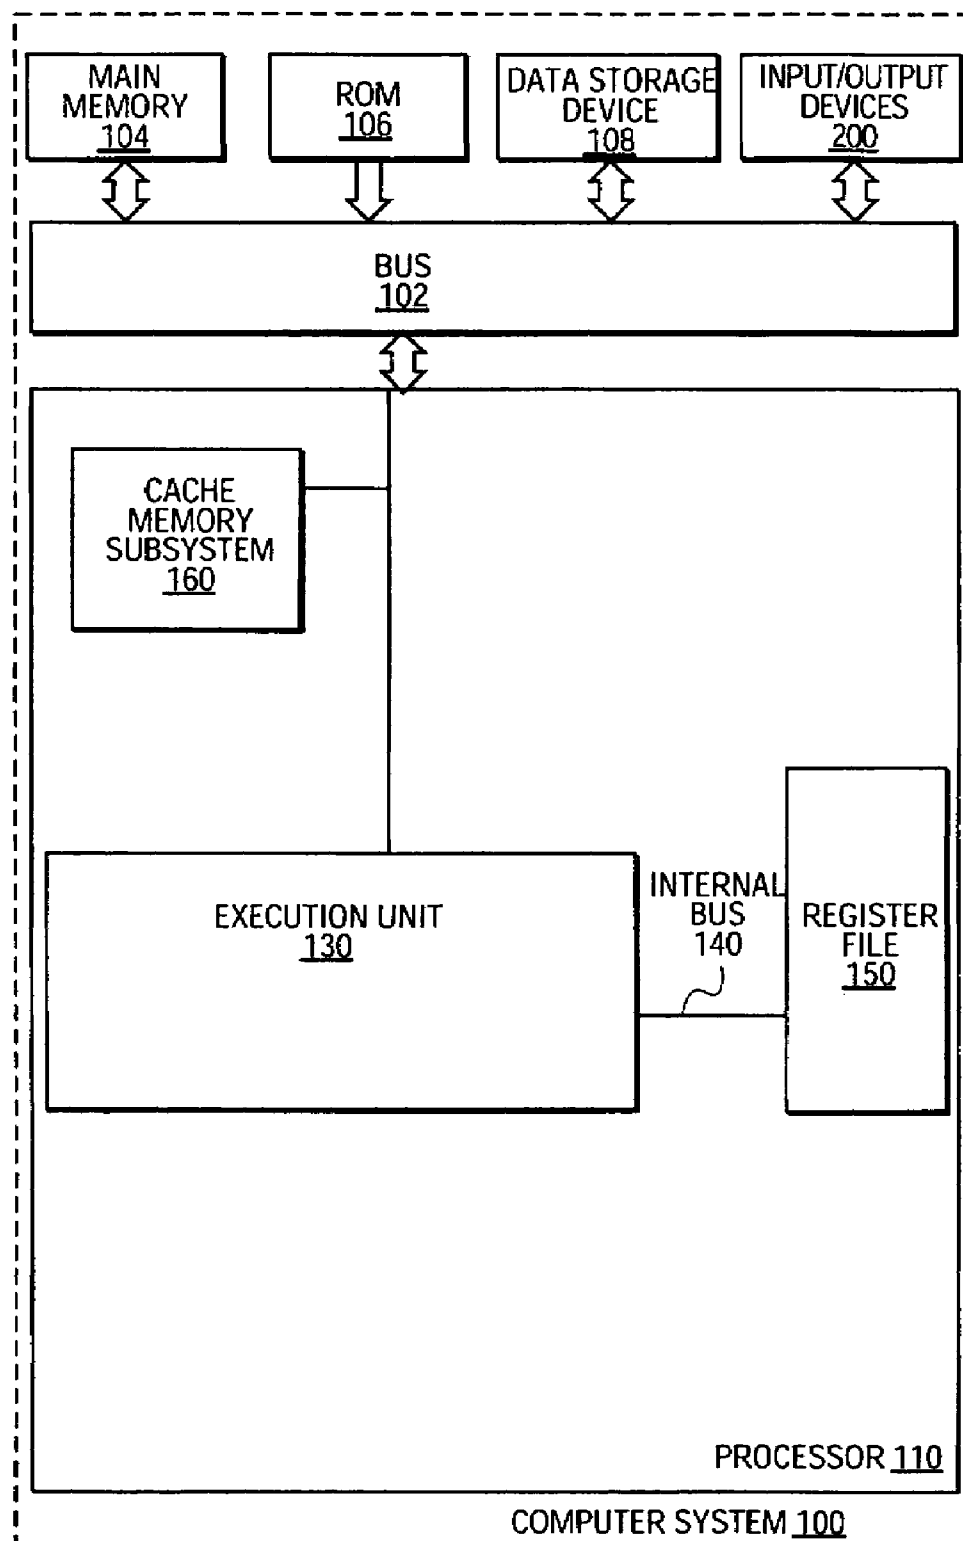 MAIN
MEMORY
104
ROM
106
DATA STORAGE
DEVICE
108
INPUT/OUTPUT
DEVICES
200
BUS
102
CACHE
MEMORY
SUBSYSTEM
160
EXECUTION UNIT
130
INTERNAL
BUS
140
REGISTER
FILE
150
PROCESSOR 110
COMPUTER SYSTEM 100